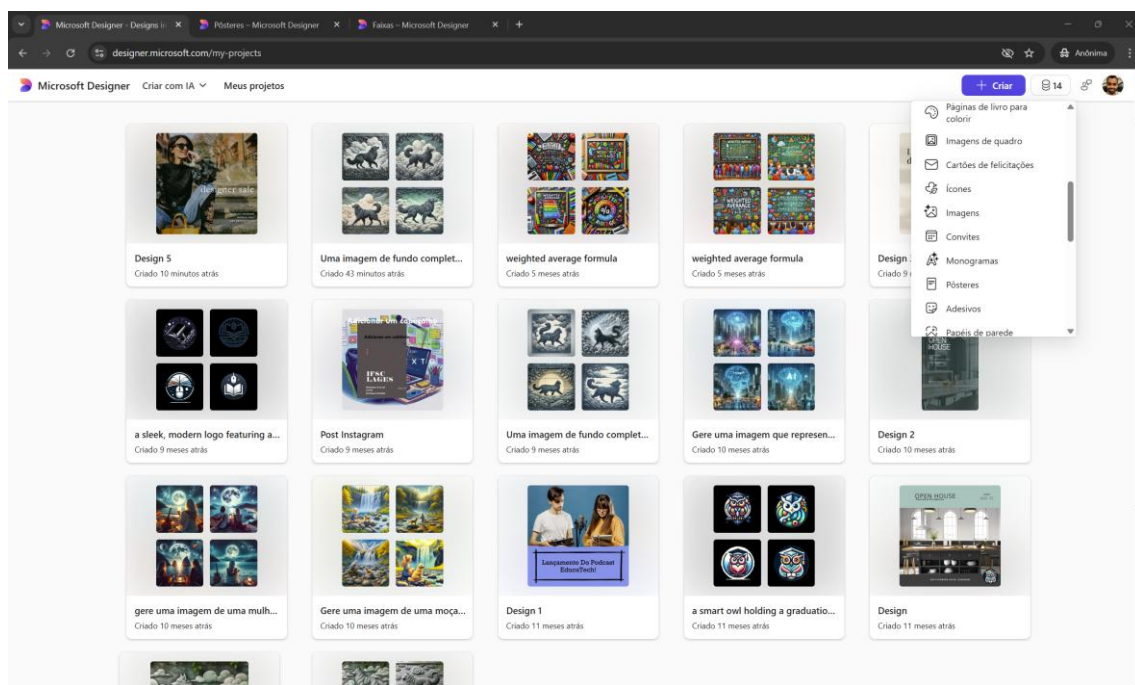 Microsoft Designer - Designs in
Pôsteres – Microsoft Designer
Faixas – Microsoft Designer
designer.microsoft.com/my-projects
Anônima
Microsoft Designer
Criar com IA
Meus projetos
+ Criar
14
Páginas de livro para
colorir
Imagens de quadro
Cartões de felicitações
Ícones
Imagens
Convites
Monogramas
Pôsteres
Adesivos
Papéis de parede
designer sale
Design 5
Criado 10 minutos atrás
Uma imagem de fundo complet...
Criado 43 minutos atrás
weighted average formula
Criado 5 meses atrás
weighted average formula
Criado 5 meses atrás
Design
Criado 9
IFSC
LAGES
OPEN
HOUSE
a sleek, modern logo featuring a...
Criado 9 meses atrás
Post Instagram
Criado 9 meses atrás
Uma imagem de fundo complet...
Criado 9 meses atrás
Gere uma imagem que represen...
Criado 10 meses atrás
Design 2
Criado 10 meses atrás
Lançamento Do Podcast
EducaTech!
OPEN HOUSE
gere uma imagem de uma mulh...
Criado 10 meses atrás
Gere uma imagem de uma moça...
Criado 10 meses atrás
Design 1
Criado 11 meses atrás
a smart owl holding a graduatio...
Criado 11 meses atrás
Design
Criado 11 meses atrás